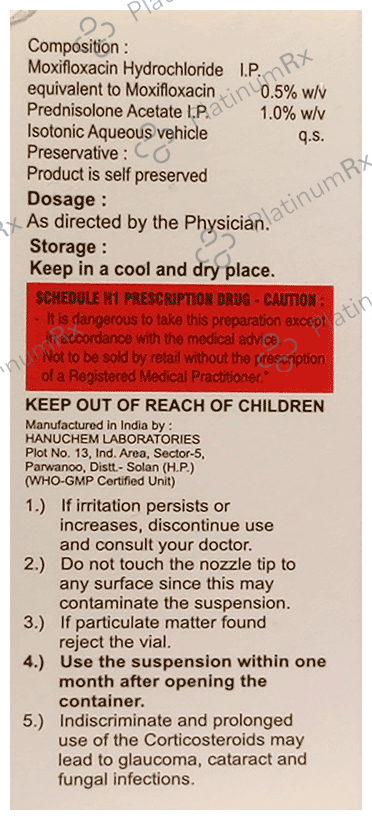 Composition :
Moxifloxacin Hydrochloride I.P.
equivalent to Moxifloxacin 0.5% w/v
Prednisolone Acetate I.P. 1.0% w/v
Isotonic Aqueous vehicle q.s.
Preservative :
Product is self preserved
Dosage :
As directed by the Physician.
Storage :
Keep in a cool and dry place.
SCHEDULE H1 PRESCRIPTION DRUG - CAUTION :
- It is dangerous to take this preparation except
in accordance with the medical advice.
Not to be sold by retail without the prescription
of a Registered Medical Practitioner."
KEEP OUT OF REACH OF CHILDREN
Manufactured in India by :
HANUCHEM LABORATORIES
Plot No. 13, Ind. Area, Sector-5,
Parwanoo, Distt.- Solan (H.P.)
(WHO-GMP Certified Unit)
1.) If irritation persists or
increases, discontinue use
and consult your doctor.
2.) Do not touch the nozzle tip to
any surface since this may
contaminate the suspension.
3.) If particulate matter found
reject the vial.
4.) Use the suspension within one
month after opening the
container.
5.) Indiscriminate and prolonged
use of the Corticosteroids may
lead to glaucoma, cataract and
fungal infections.
PlatinumRx
PlatinumRx
PlatinumRx
PlatinumRx